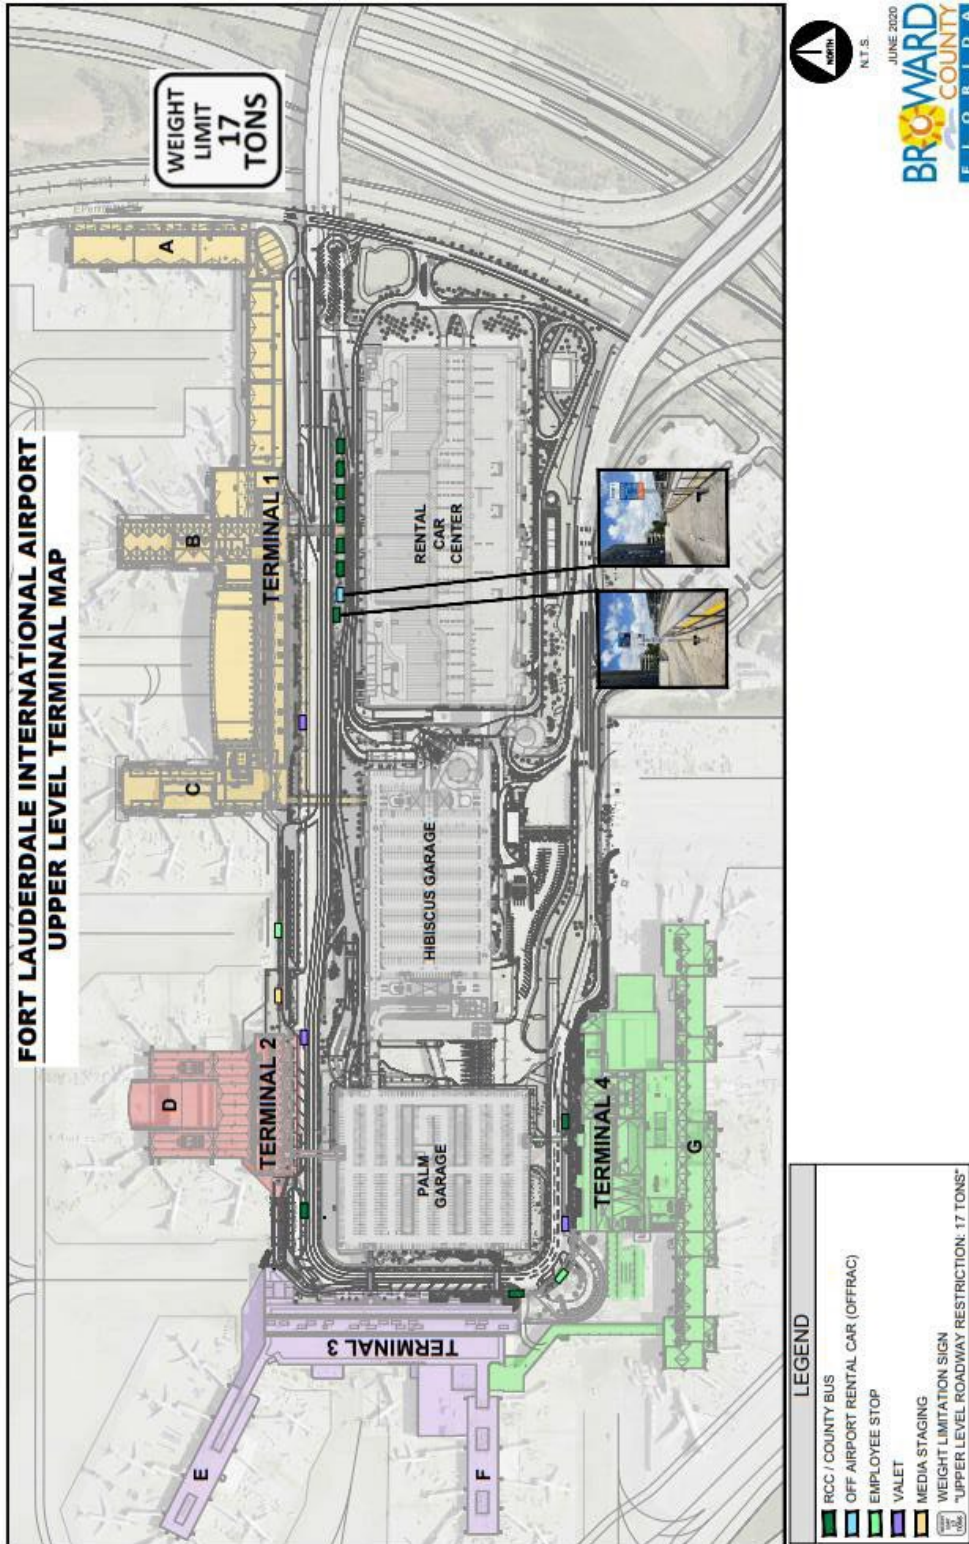 FORT LAUDERDALE INTERNATIONAL AIRPORT
UPPER LEVEL TERMINAL MAP
WEIGHT
LIMIT
17
TONS
A
B
C
D
E
F
G
TERMINAL 1
TERMINAL 2
TERMINAL 3
TERMINAL 4
RENTAL
CAR
CENTER
HIBISCUS GARAGE
PALM
GARAGE
LEGEND
RCC / COUNTY BUS
OFF AIRPORT RENTAL CAR (OFFRAC)
EMPLOYEE STOP
VALET
MEDIA STAGING
WEIGHT LIMITATION SIGN
"UPPER LEVEL ROADWAY RESTRICTION: 17 TONS"
NORTH
N.T.S.
JUNE 2020
BROWARD
COUNTY
FLORIDA